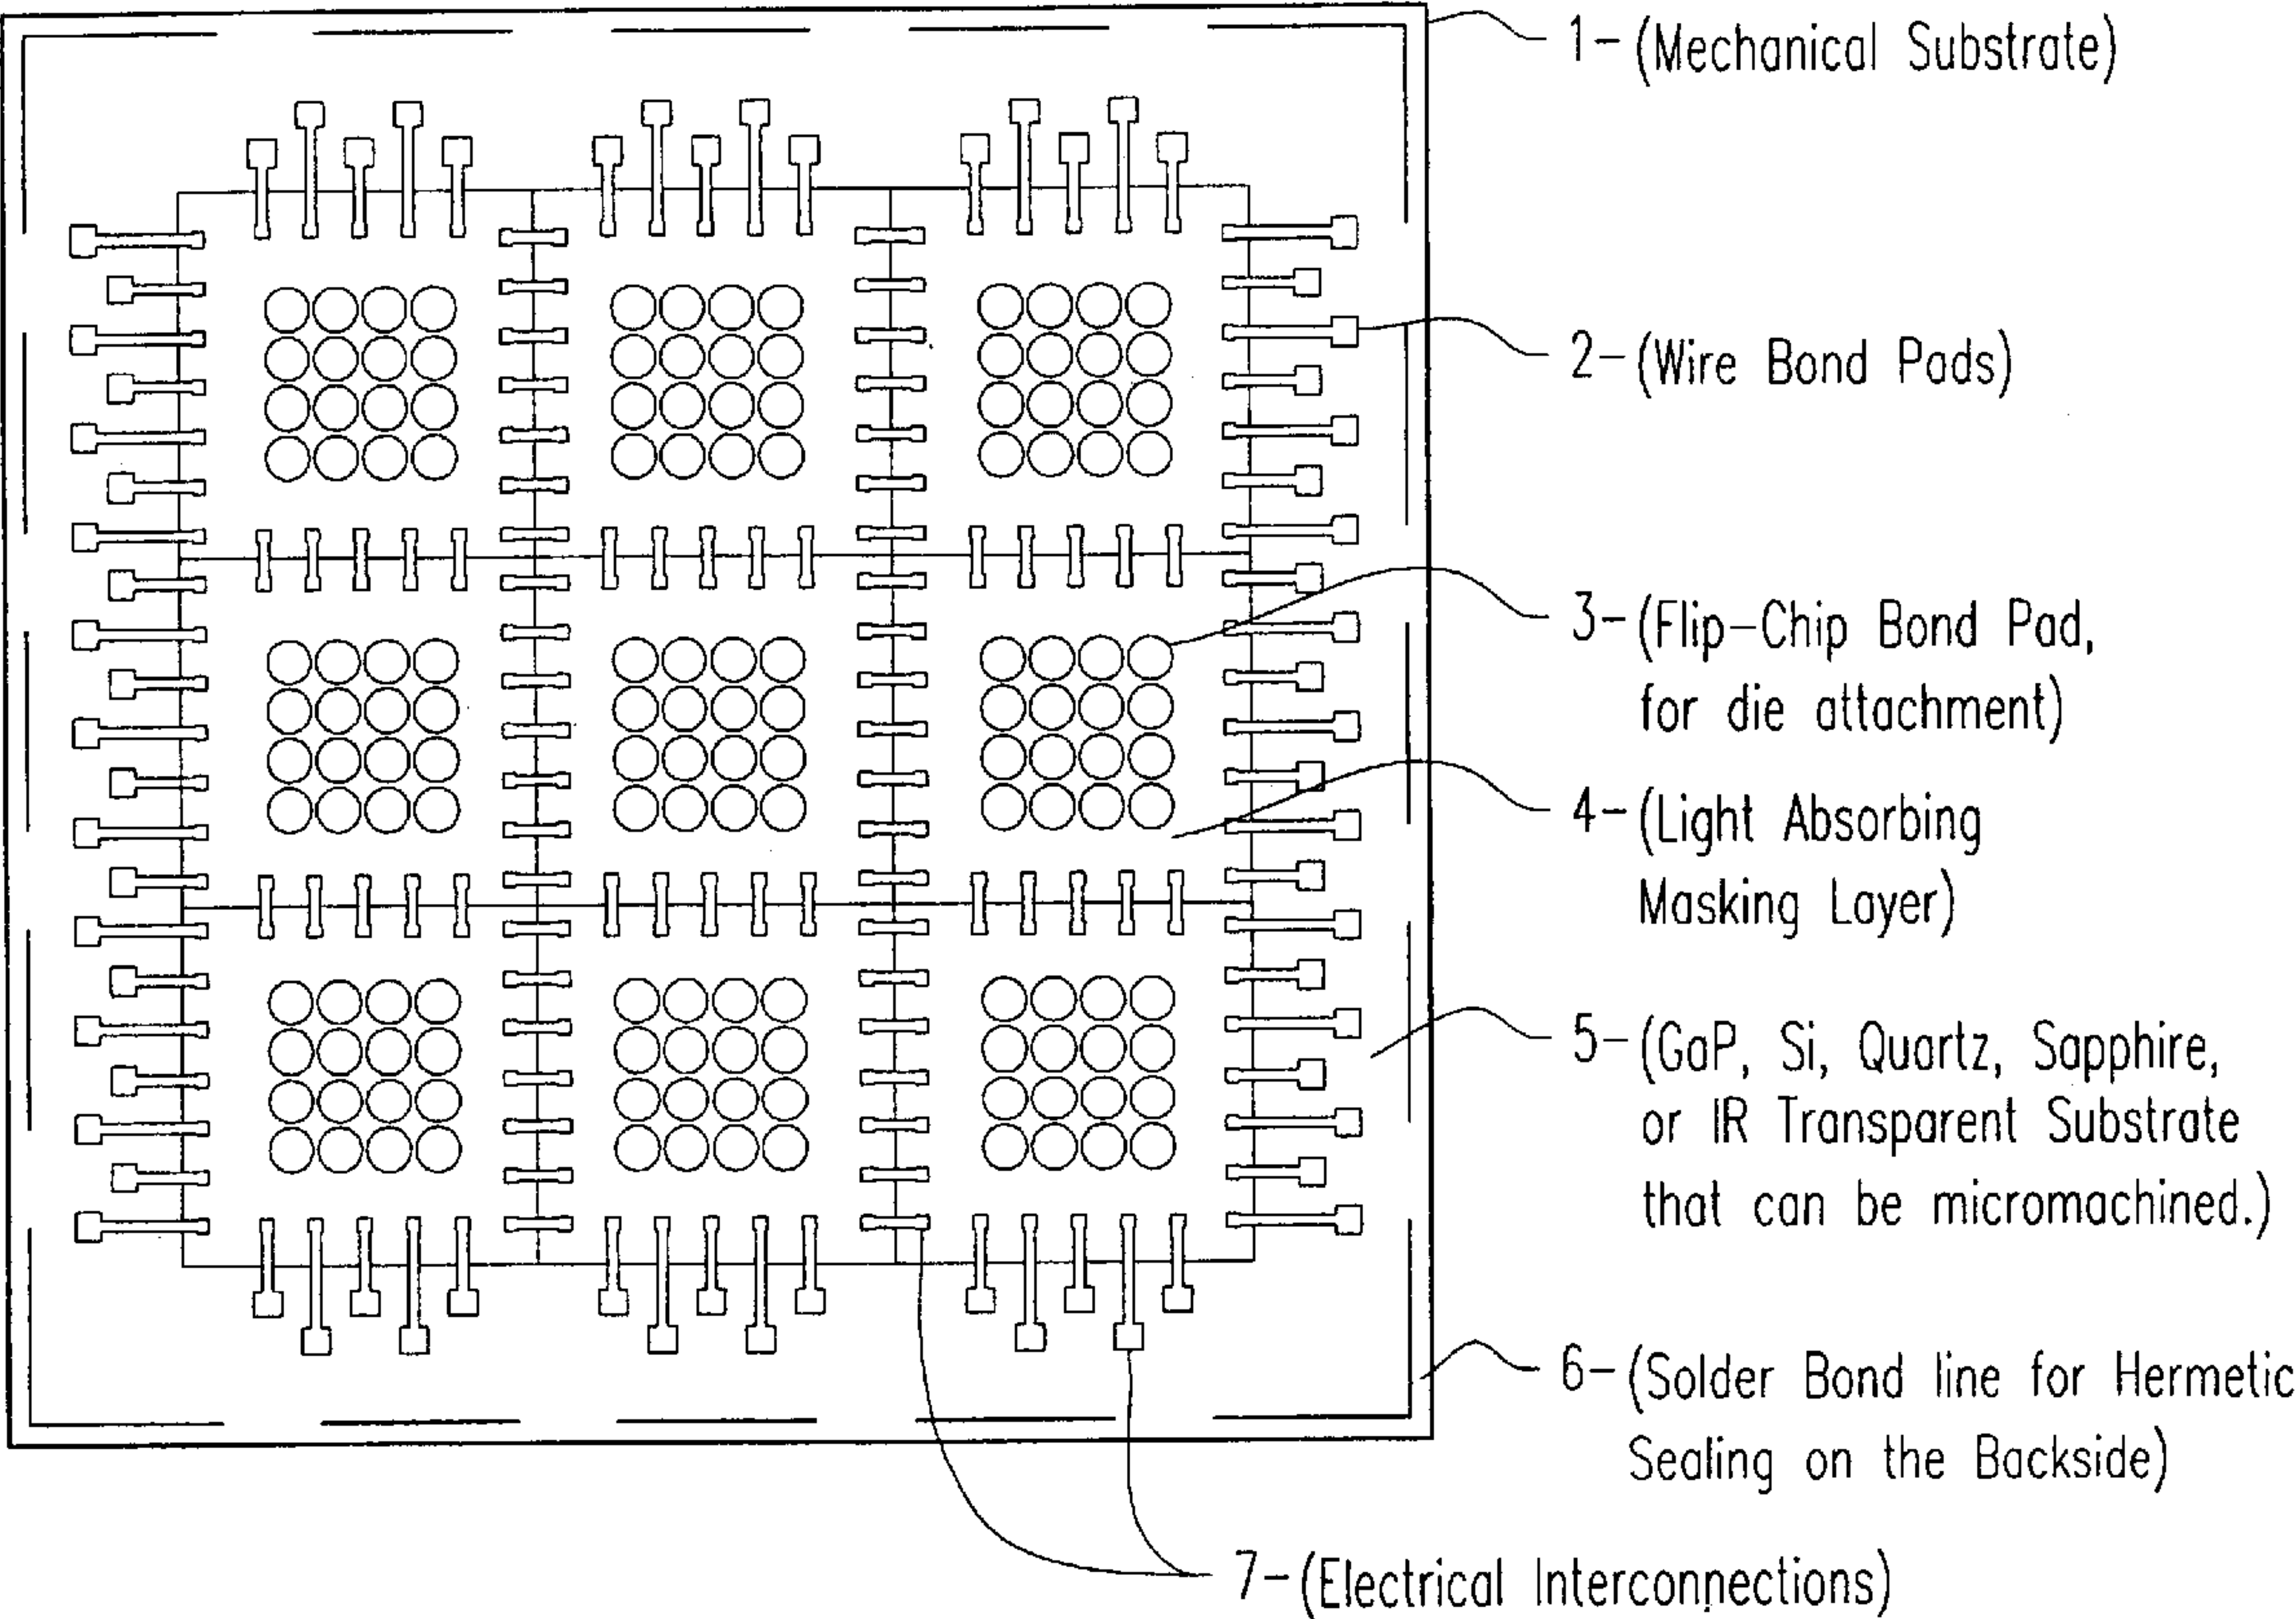 1-(Mechanical Substrate)
2-(Wire Bond Pads)
3-(Flip-Chip Bond Pad,
for die attachment)
4-(Light Absorbing
Masking Layer)
5-(GaP, Si, Quartz, Sapphire,
or IR Transparent Substrate
that can be micromachined.)
6-(Solder Bond line for Hermetic
Sealing on the Backside)
7-(Electrical Interconnections)